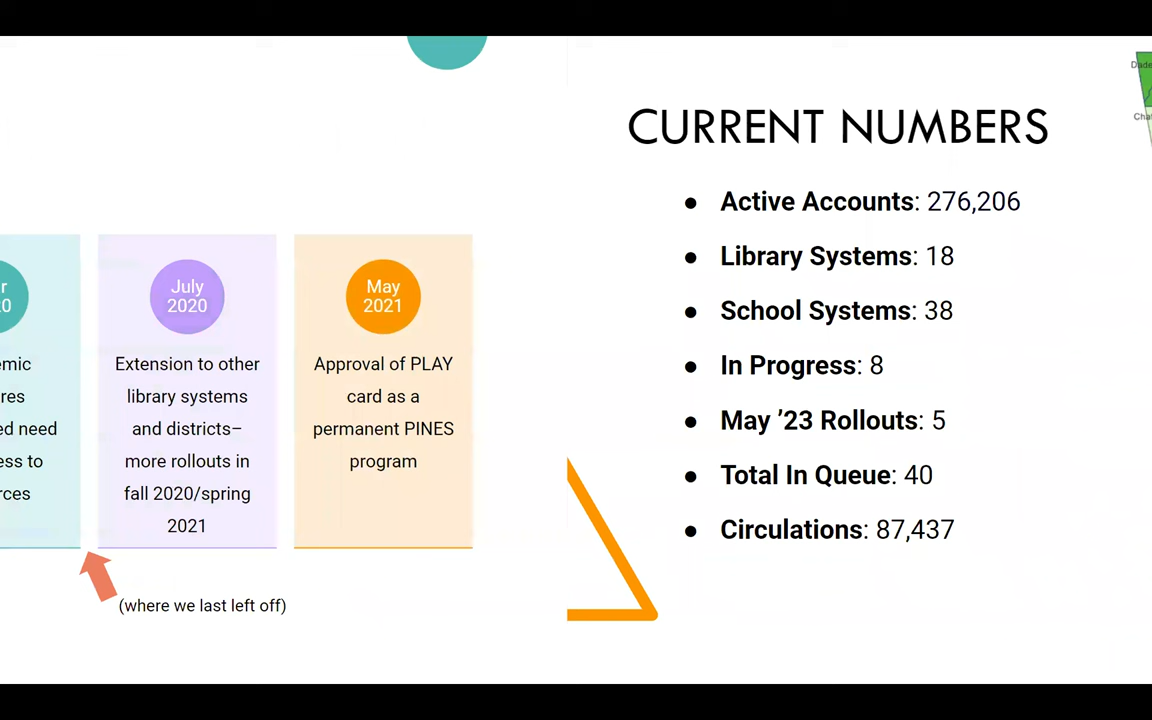 July
2020
Extension to other
library systems
and districts–
more rollouts in
fall 2020/spring
2021
May
2021
Approval of PLAY
card as a
permanent PINES
program
(where we last left off)
CURRENT NUMBERS
● Active Accounts: 276,206
● Library Systems: 18
● School Systems: 38
● In Progress: 8
● May ’23 Rollouts: 5
● Total In Queue: 40
● Circulations: 87,437
Dade